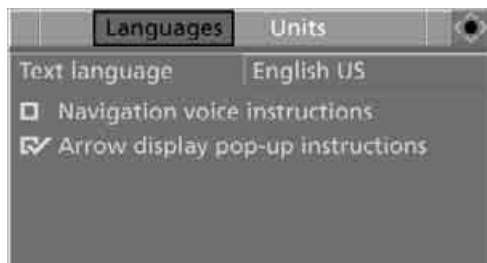 Languages Units
Text language English US
Navigation voice instructions
Arrow display pop-up instructions